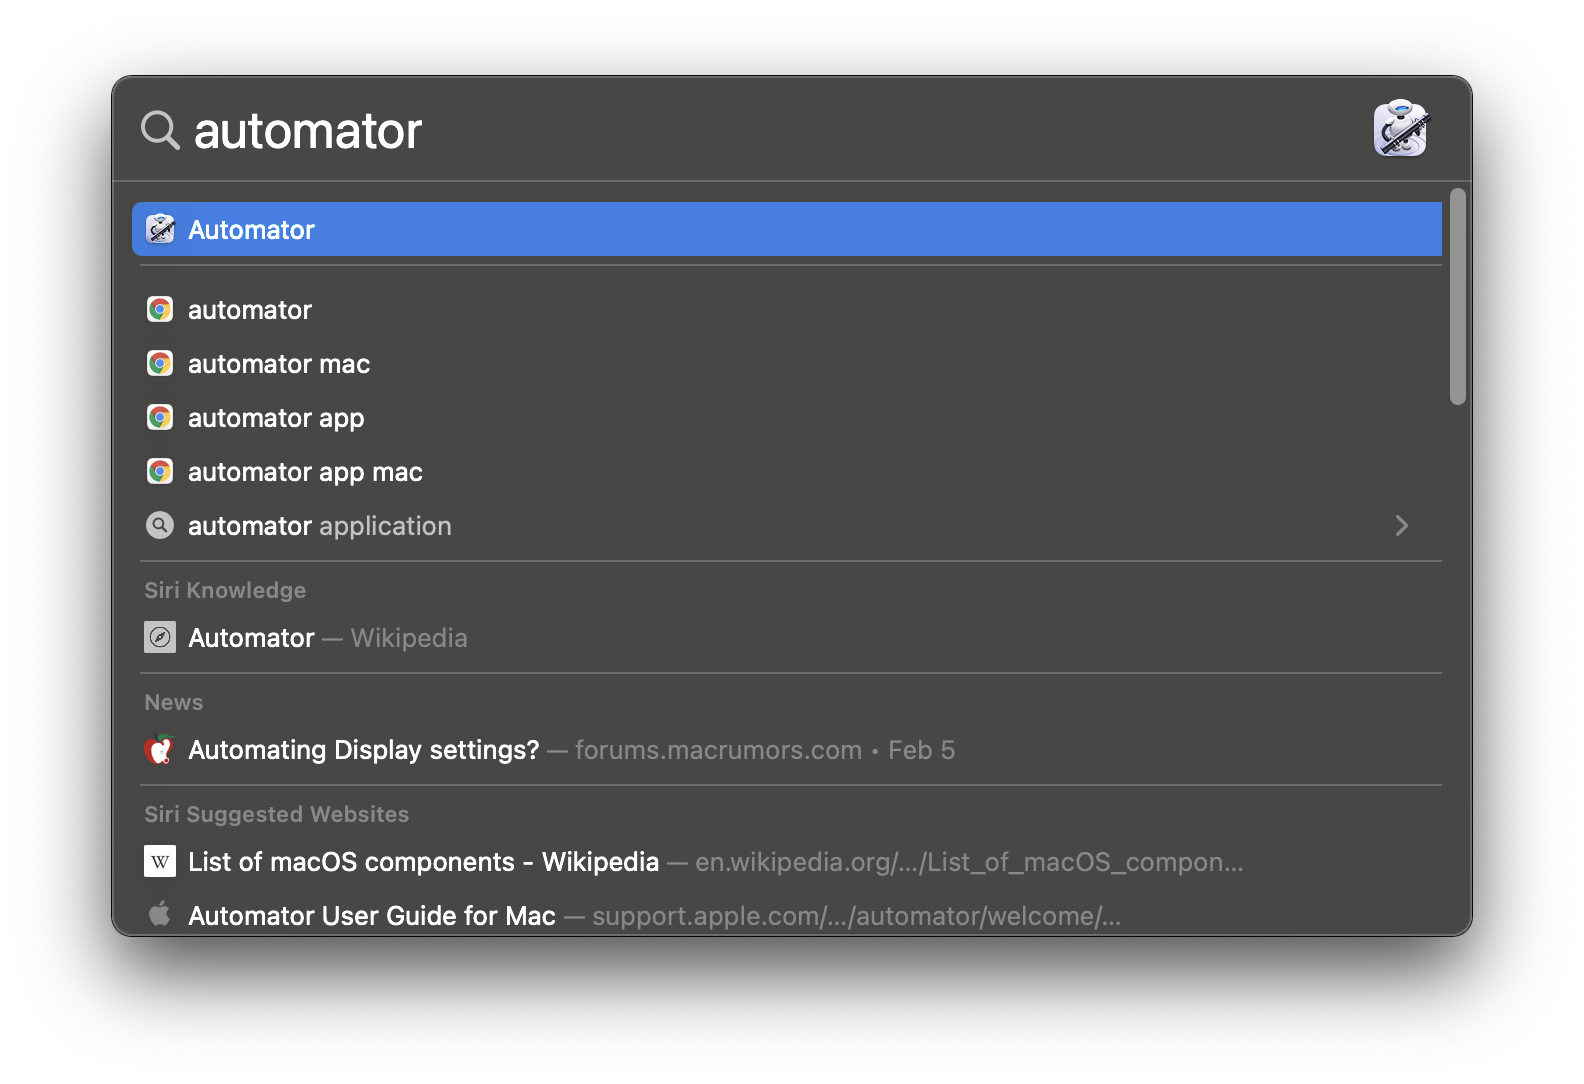 automator
Automator
automator
automator mac
automator app
automator app mac
automator application
Siri Knowledge
Automator — Wikipedia
News
Automating Display settings? — forums.macrumors.com • Feb 5
Siri Suggested Websites
W List of macOS components - Wikipedia — en.wikipedia.org/.../List_of_macOS_compon...
Automator User Guide for Mac — support.apple.com/.../automator/welcome/...